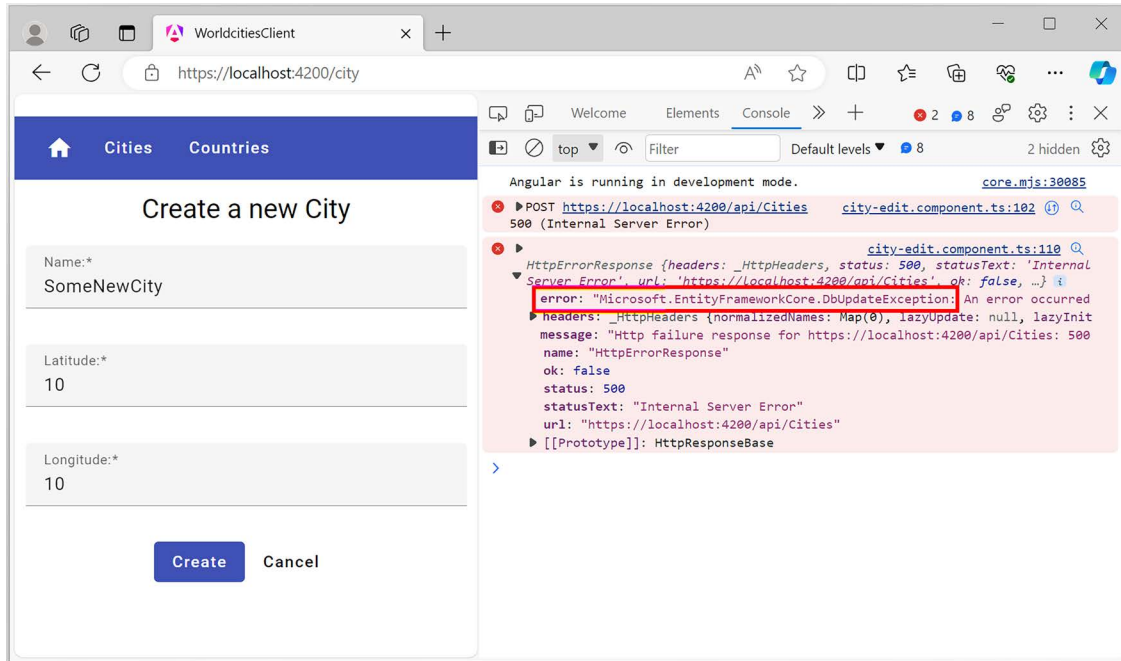 WorldcitiesClient
https://localhost:4200/city
Welcome Elements Console
2 8
top Filter Default levels 8 2 hidden
Home Cities Countries
Create a new City
Name:*
SomeNewCity
Latitude:*
10
Longitude:*
10
Create Cancel
Angular is running in development mode. core.mjs:30085
POST https://localhost:4200/api/Cities city-edit.component.ts:102
500 (Internal Server Error)
city-edit.component.ts:110
HttpErrorResponse {headers: _HttpHeaders, status: 500, statusText: 'Internal
Server Error', url: 'https://localhost:4200/api/Cities', ok: false, …}
error: "Microsoft.EntityFrameworkCore.DbUpdateException: An error occurred
headers: _HttpHeaders {normalizedNames: Map(0), lazyUpdate: null, lazyInit
message: "Http failure response for https://localhost:4200/api/Cities: 500
name: "HttpErrorResponse"
ok: false
status: 500
statusText: "Internal Server Error"
url: "https://localhost:4200/api/Cities"
[[Prototype]]: HttpResponseBase